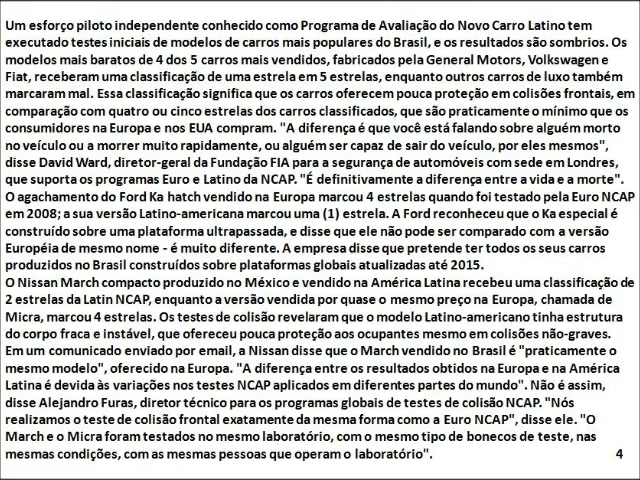 Um esforço piloto independente conhecido como Programa de Avaliação do Novo Carro Latino tem
executado testes iniciais de modelos de carros mais populares do Brasil, e os resultados são sombrios. Os
modelos mais baratos de 4 dos 5 carros mais vendidos, fabricados pela General Motors, Volkswagen e
Fiat, receberam uma classificação de uma estrela em 5 estrelas, enquanto outros carros de luxo também
marcaram mal. Essa classificação significa que os carros oferecem pouca proteção em colisões frontais, em
comparação com quatro ou cinco estrelas dos carros classificados, que são praticamente o mínimo que os
consumidores na Europa e nos EUA compram. "A diferença é que você está falando sobre alguém morto
no veículo ou a morrer muito rapidamente, ou alguém ser capaz de sair do veículo, por eles mesmos",
disse David Ward, diretor-geral da Fundação FIA para a segurança de automóveis com sede em Londres,
que suporta os programas Euro e Latino da NCAP. "É definitivamente a diferença entre a vida e a morte".
O agachamento do Ford Ka hatch vendido na Europa marcou 4 estrelas quando foi testado pela Euro NCAP
em 2008; a sua versão Latino-americana marcou uma (1) estrela. A Ford reconheceu que o Ka especial é
construído sobre uma plataforma ultrapassada, e disse que ele não pode ser comparado com a versão
Européia de mesmo nome - é muito diferente. A empresa disse que pretende ter todos os seus carros
produzidos no Brasil construídos sobre plataformas globais atualizadas até 2015.
O Nissan March compacto produzido no México e vendido na América Latina recebeu uma classificação de
2 estrelas da Latin NCAP, enquanto a versão vendida por quase o mesmo preço na Europa, chamada de
Micra, marcou 4 estrelas. Os testes de colisão revelaram que o modelo Latino-americano tinha estrutura
do corpo fraca e instável, que ofereceu pouca proteção aos ocupantes mesmo em colisões não-graves.
Em um comunicado enviado por email, a Nissan disse que o March vendido no Brasil é "praticamente o
mesmo modelo", oferecido na Europa. "A diferença entre os resultados obtidos na Europa e na América
Latina é devida às variações nos testes NCAP aplicados em diferentes partes do mundo". Não é assim,
disse Alejandro Furas, diretor técnico para os programas globais de testes de colisão NCAP. "Nós
realizamos o teste de colisão frontal exatamente da mesma forma como a Euro NCAP", disse ele. "O
March e o Micra foram testados no mesmo laboratório, com o mesmo tipo de bonecos de teste, nas
mesmas condições, com as mesmas pessoas que operam o laboratório". 4